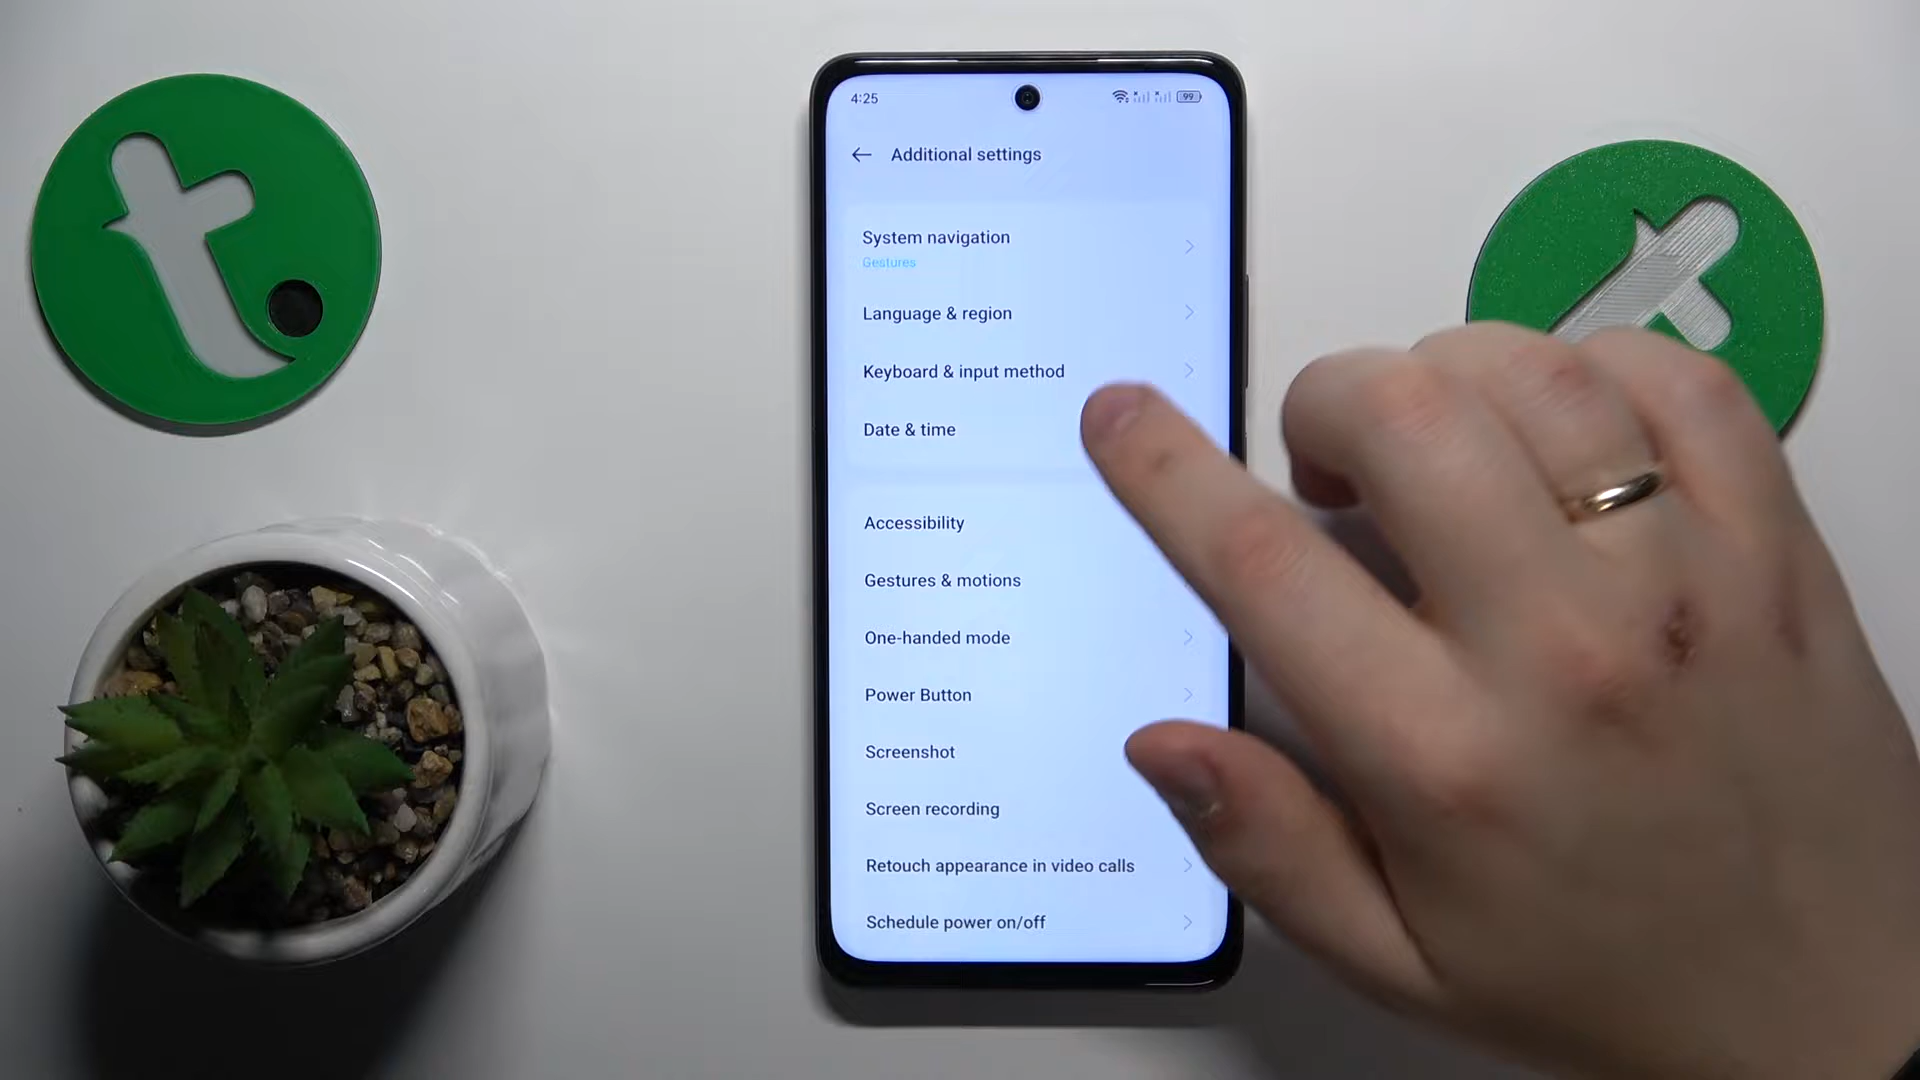 4:25
99
Additional settings
System navigation
Gestures
Language & region
Keyboard & input method
Date & time
Accessibility
Gestures & motions
One-handed mode
Power Button
Screenshot
Screen recording
Retouch appearance in video calls
Schedule power on/off